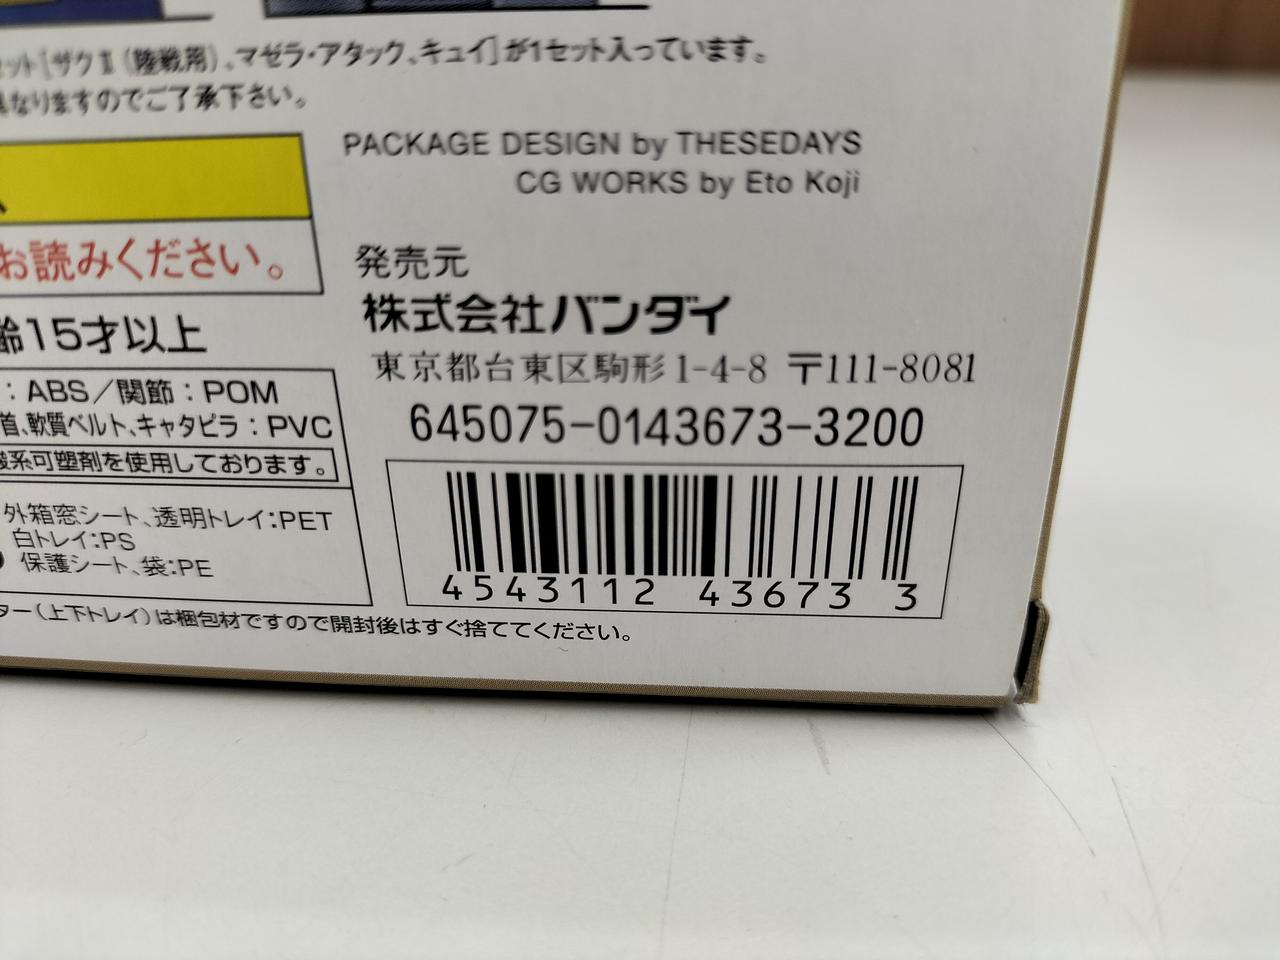 セット[ザクⅡ(陸戦用)、マゼラ・アタック、キュイ]が1セット入っています。
なりますのでご了承下さい。
PACKAGE DESIGN by THESEDAYS
CG WORKS by Eto Koji
お読みください。
発売元
株式会社バンダイ
齢15才以上
東京都台東区駒形1-4-8 〒111-8081
: ABS/関節：POM
首、軟質ベルト、キャタピラ：PVC
645075-0143673-3200
酸系可塑剤を使用しております。
外箱窓シート、透明トレイ:PET
白トレイ:PS
保護シート、袋:PE
4543112 43673 3
ター(上下トレイ)は梱包材ですので開封後はすぐ捨ててください。